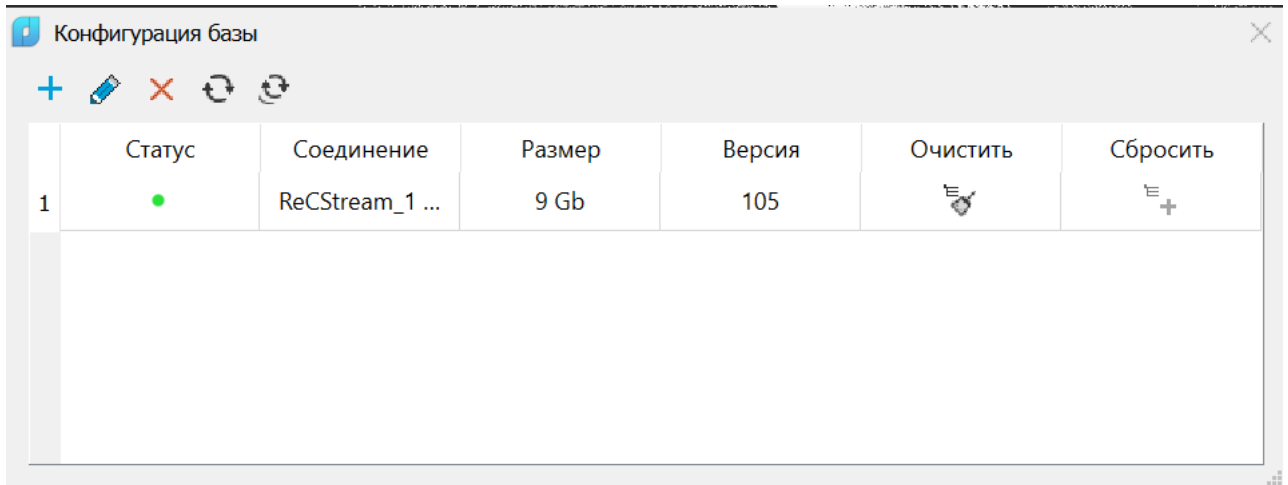 Конфигурация базы
Статус Соединение Размер Версия Очистить Сбросить
1 ReCStream_1 ... 9 Gb 105